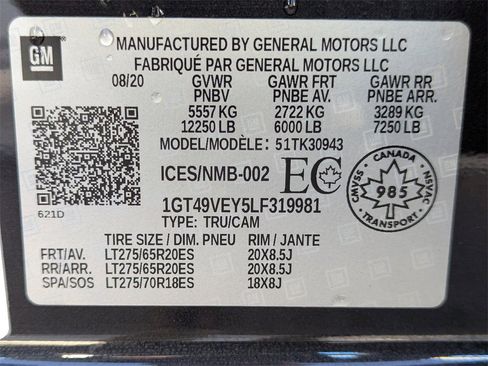 GM
MANUFACTURED BY GENERAL MOTORS LLC
FABRIQUÉ PAR GENERAL MOTORS LLC
08/20 GVWR GAWR FRT GAWR RR
PNBV PNBE AV. PNBE ARR.
5557 KG 2722 KG 3289 KG
12250 LB 6000 LB 7250 LB
MODEL/MODÈLE: 51TK30943
ICES/NMB-002 EC
CANADA
985
TRANSPORT
CMVSS
NSVAC
621D
1GT49VEY5LF319981
TYPE: TRU/CAM
TIRE SIZE / DIM. PNEU RIM / JANTE
FRT/AV. LT275/65R20ES 20X8.5J
RR/ARR. LT275/65R20ES 20X8.5J
SPA/SOS LT275/70R18ES 18X8J